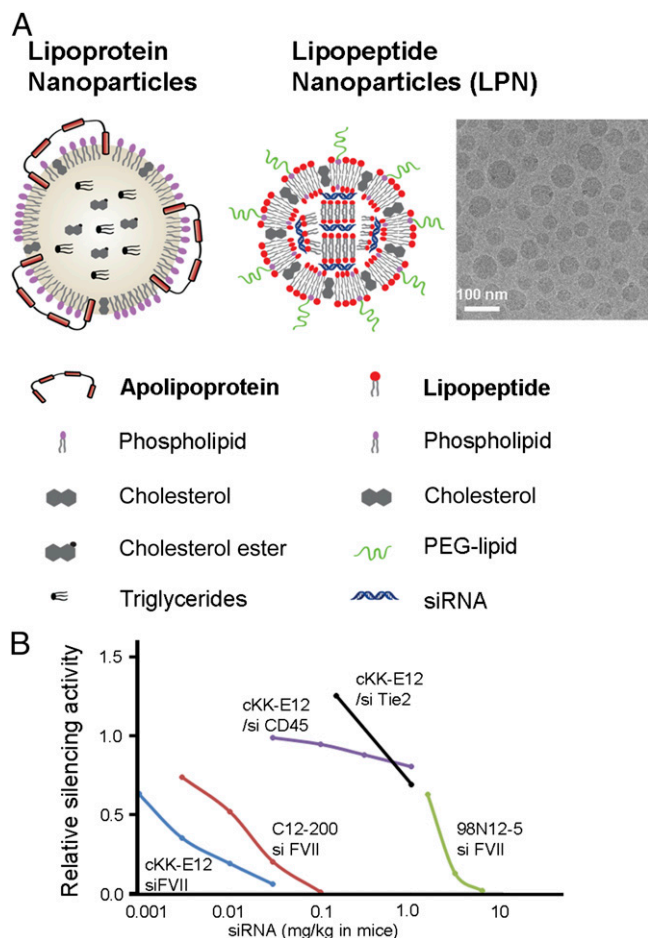 A
Lipoprotein
Nanoparticles
Lipopeptide
Nanoparticles (LPN)
100 nm
Apolipoprotein
Lipopeptide
Phospholipid
Phospholipid
Cholesterol
Cholesterol
Cholesterol ester
PEG-lipid
Triglycerides
siRNA
B
Relative silencing activity
1.5
1.0
0.5
0.0
cKK-E12
/si Tie2
cKK-E12
/si CD45
C12-200
si FVII
98N12-5
si FVII
cKK-E12
siFVII
0.001
0.01
0.1
1.0
10
siRNA (mg/kg in mice)